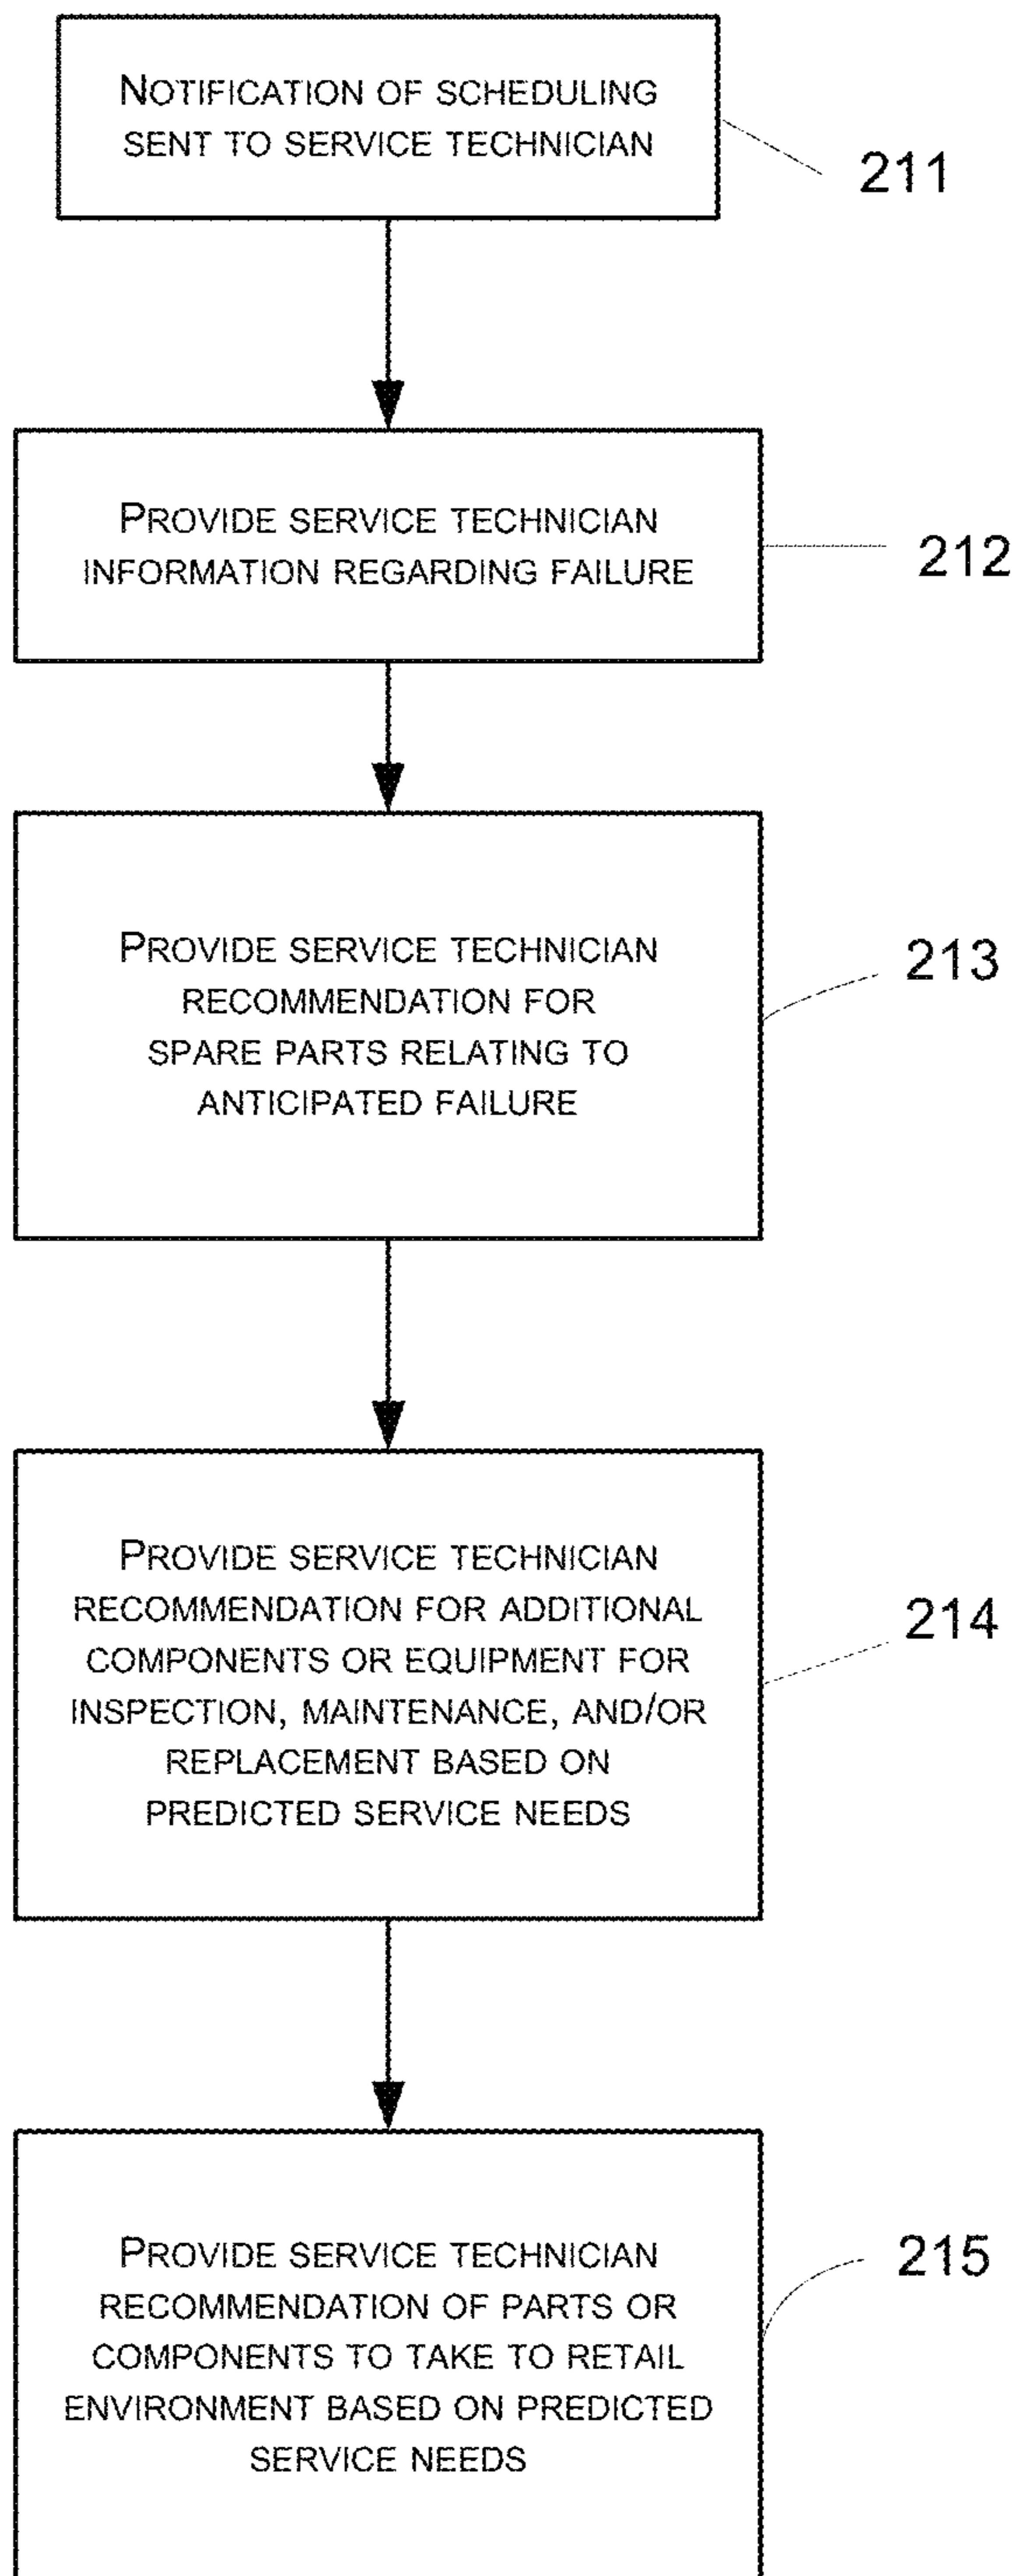 NOTIFICATION OF SCHEDULING
SENT TO SERVICE TECHNICIAN
211
PROVIDE SERVICE TECHNICIAN
INFORMATION REGARDING FAILURE
212
PROVIDE SERVICE TECHNICIAN
RECOMMENDATION FOR
SPARE PARTS RELATING TO
ANTICIPATED FAILURE
213
PROVIDE SERVICE TECHNICIAN
RECOMMENDATION FOR ADDITIONAL
COMPONENTS OR EQUIPMENT FOR
INSPECTION, MAINTENANCE, AND/OR
REPLACEMENT BASED ON
PREDICTED SERVICE NEEDS
214
PROVIDE SERVICE TECHNICIAN
RECOMMENDATION OF PARTS OR
COMPONENTS TO TAKE TO RETAIL
ENVIRONMENT BASED ON PREDICTED
SERVICE NEEDS
215